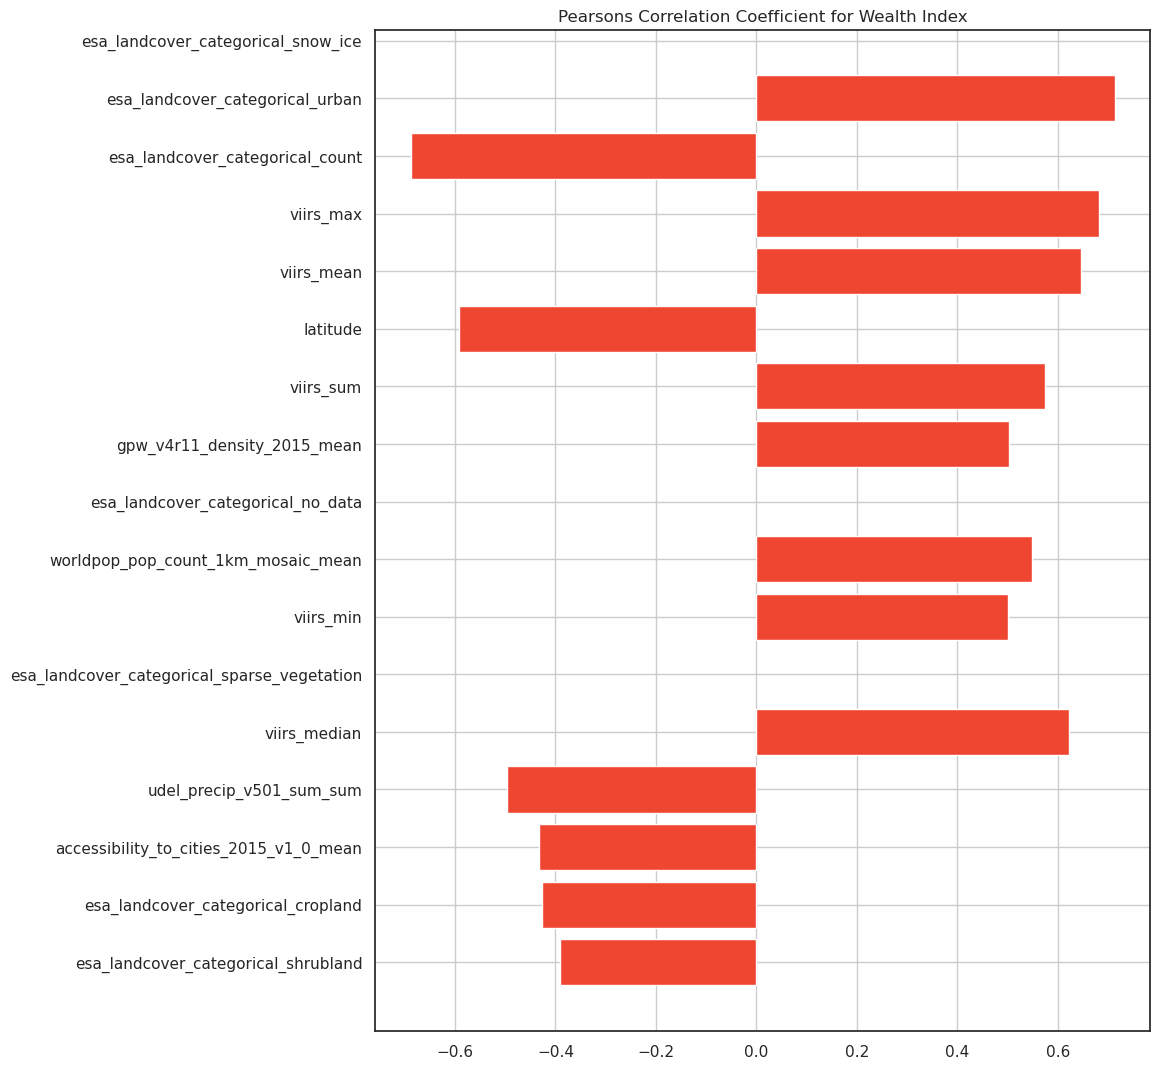 Pearsons Correlation Coefficient for Wealth Index
esa_landcover_categorical_snow_ice
esa_landcover_categorical_urban
esa_landcover_categorical_count
viirs_max
viirs_mean
latitude
viirs_sum
gpw_v4r11_density_2015_mean
esa_landcover_categorical_no_data
worldpop_pop_count_1km_mosaic_mean
viirs_min
esa_landcover_categorical_sparse_vegetation
viirs_median
udel_precip_v501_sum_sum
accessibility_to_cities_2015_v1_0_mean
esa_landcover_categorical_cropland
esa_landcover_categorical_shrubland
−0.6 −0.4 −0.2 0.0 0.2 0.4 0.6